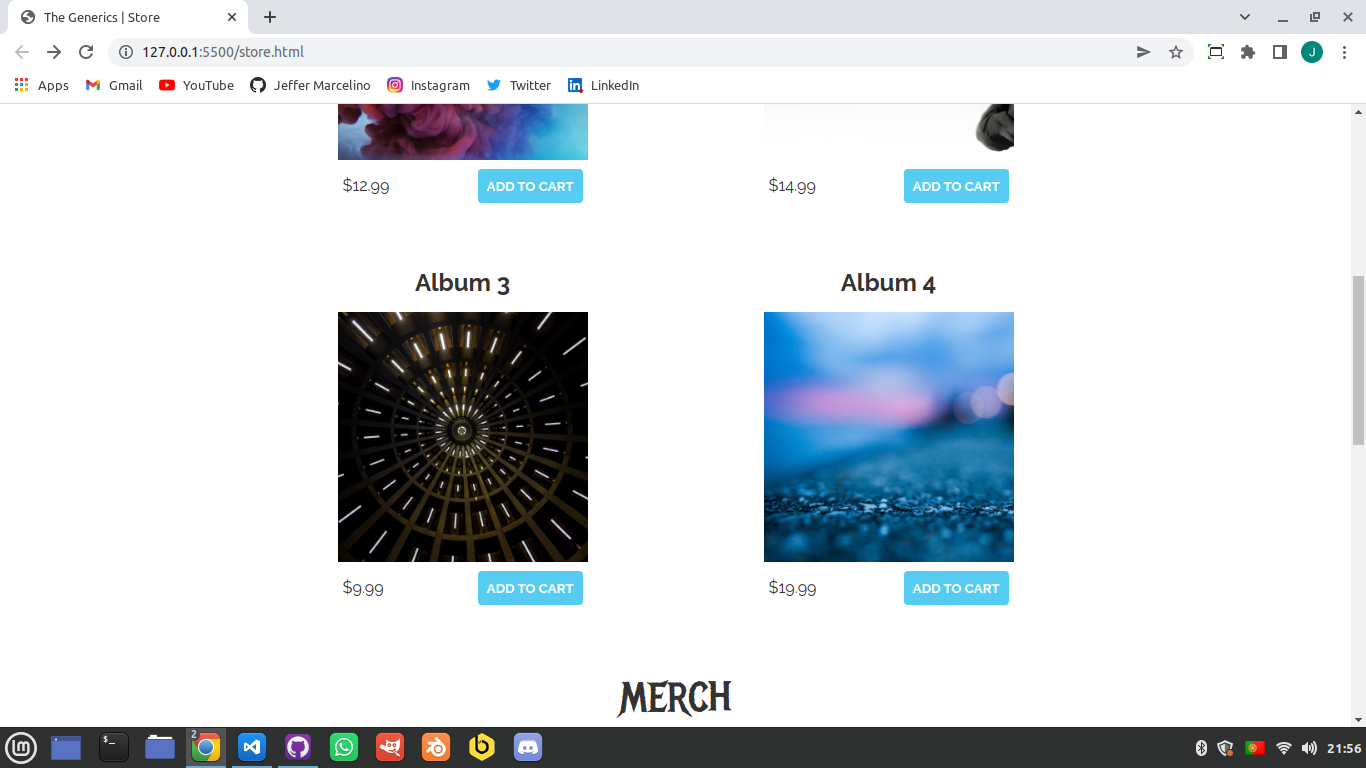 The Generics | Store
127.0.0.1:5500/store.html
J
Apps
Gmail
YouTube
Jeffer Marcelino
Instagram
Twitter
LinkedIn
$12.99
ADD TO CART
$14.99
ADD TO CART
Album 3
Album 4
$9.99
ADD TO CART
$19.99
ADD TO CART
MERCH
$_
2
21:56